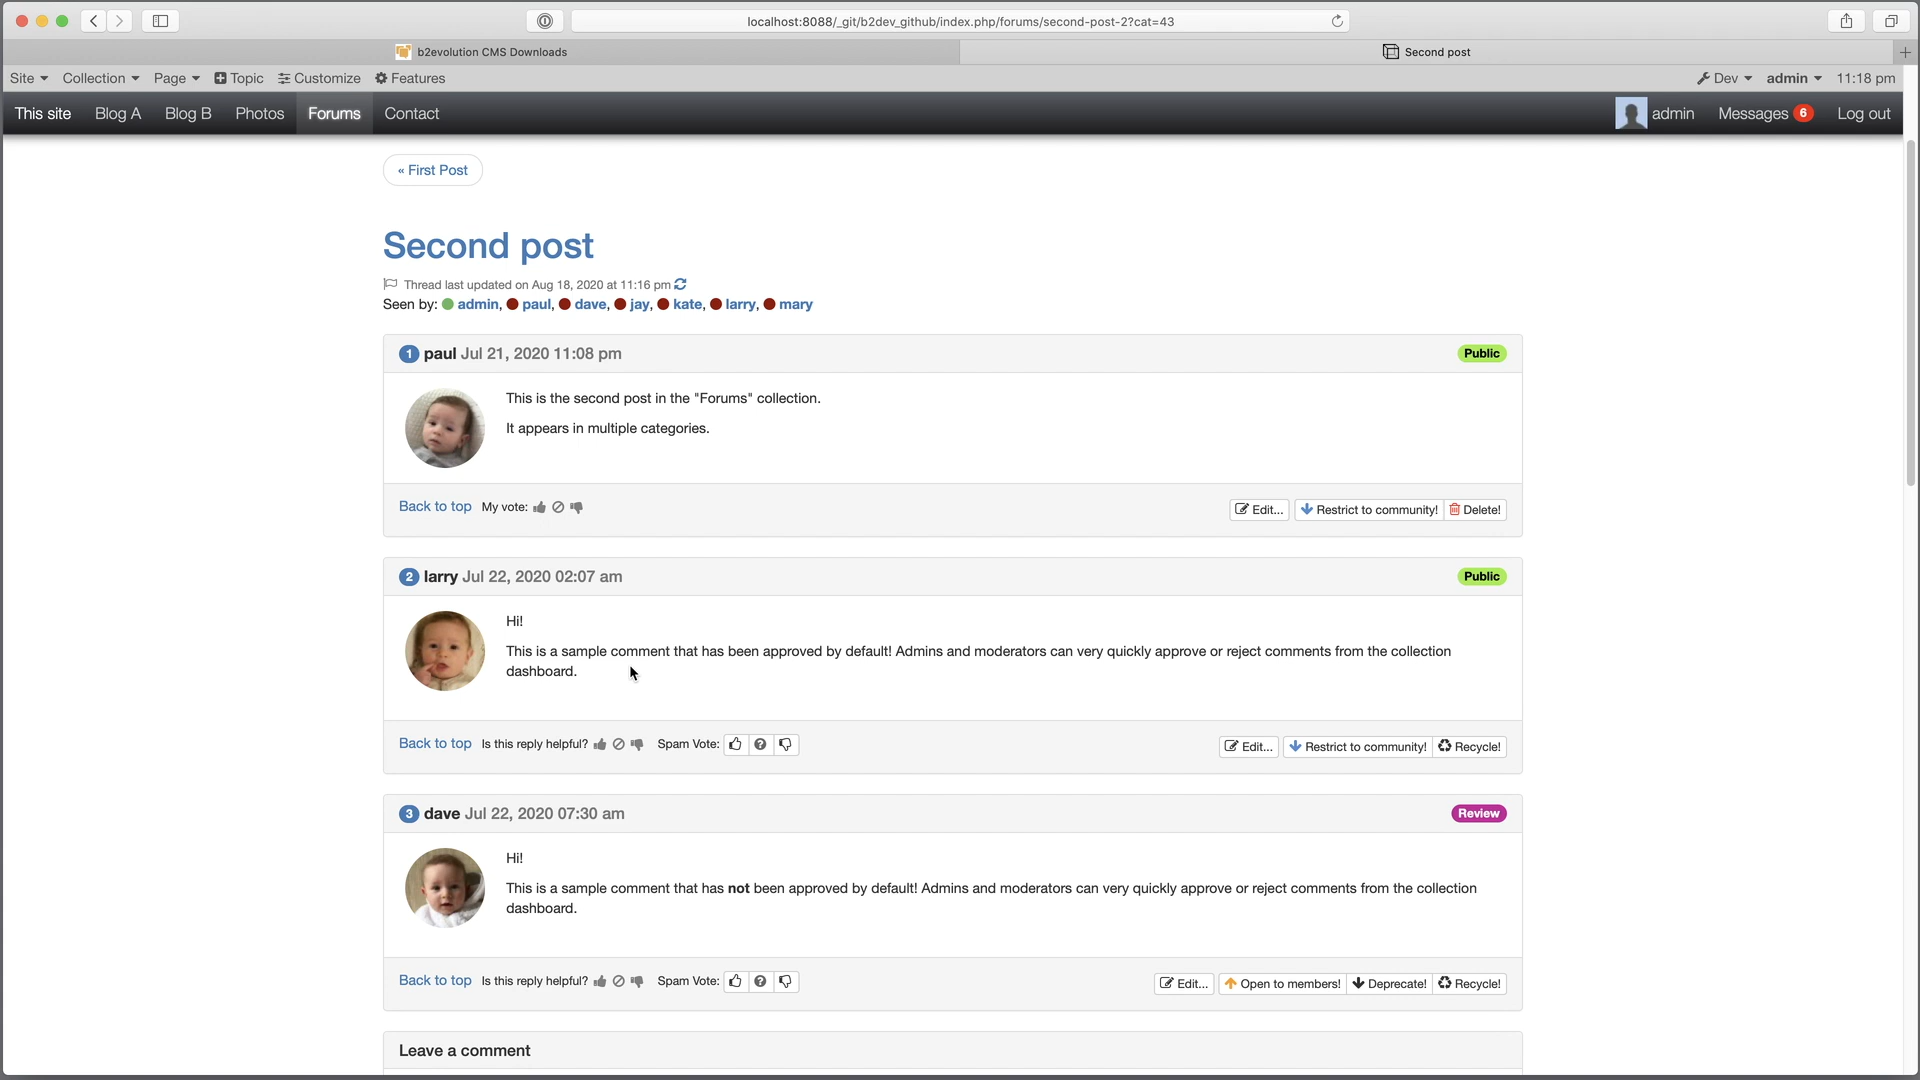 localhost:8088/_git/b2dev_github/index.php/forums/second-post-2?cat=43
b2evolution CMS Downloads
Second post
Site Collection Page Topic Customize Features Dev admin 11:18 pm
This site Blog A Blog B Photos Forums Contact admin Messages 6 Log out
« First Post
Second post
Thread last updated on Aug 18, 2020 at 11:16 pm
Seen by: admin, paul, dave, jay, kate, larry, mary
1 paul Jul 21, 2020 11:08 pm Public
This is the second post in the "Forums" collection.
It appears in multiple categories.
Back to top My vote: Edit... Restrict to community! Delete!
2 larry Jul 22, 2020 02:07 am Public
Hi!
This is a sample comment that has been approved by default! Admins and moderators can very quickly approve or reject comments from the collection
dashboard.
Back to top Is this reply helpful? Spam Vote: Edit... Restrict to community! Recycle!
3 dave Jul 22, 2020 07:30 am Review
Hi!
This is a sample comment that has not been approved by default! Admins and moderators can very quickly approve or reject comments from the collection
dashboard.
Back to top Is this reply helpful? Spam Vote: Edit... Open to members! Deprecate! Recycle!
Leave a comment